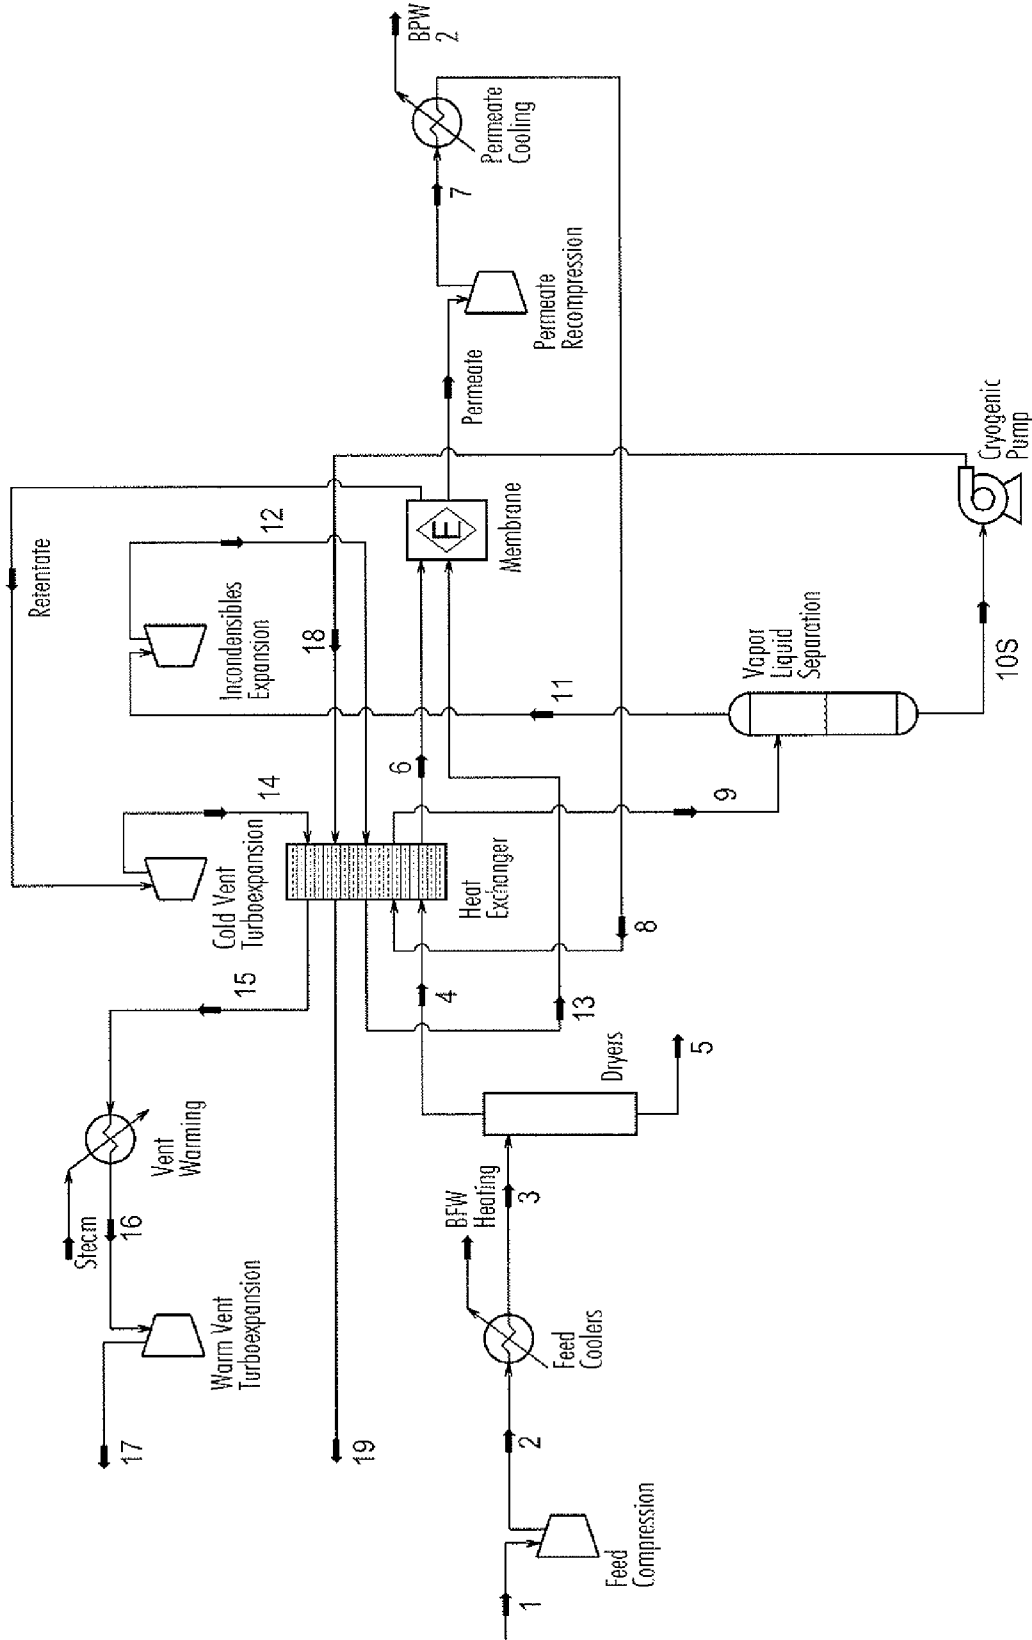 Retentate
12
Incondensibles
Expansion
14
Cold Vent
Turboexpansion
15
Vent
Warming
Steam
16
Warm Vent
Turboexpansion
17
BPW
2
Permeate
Cooling
7
Permeate
Recompression
Permeate
E
Membrane
18
6
Heat
Exchanger
4
13
Dryers
5
BFW
Heating
3
Feed
Coolers
19
2
Feed
Compression
1
11
9
8
Vapor
Liquid
Separation
10S
Cryogenic
Pump